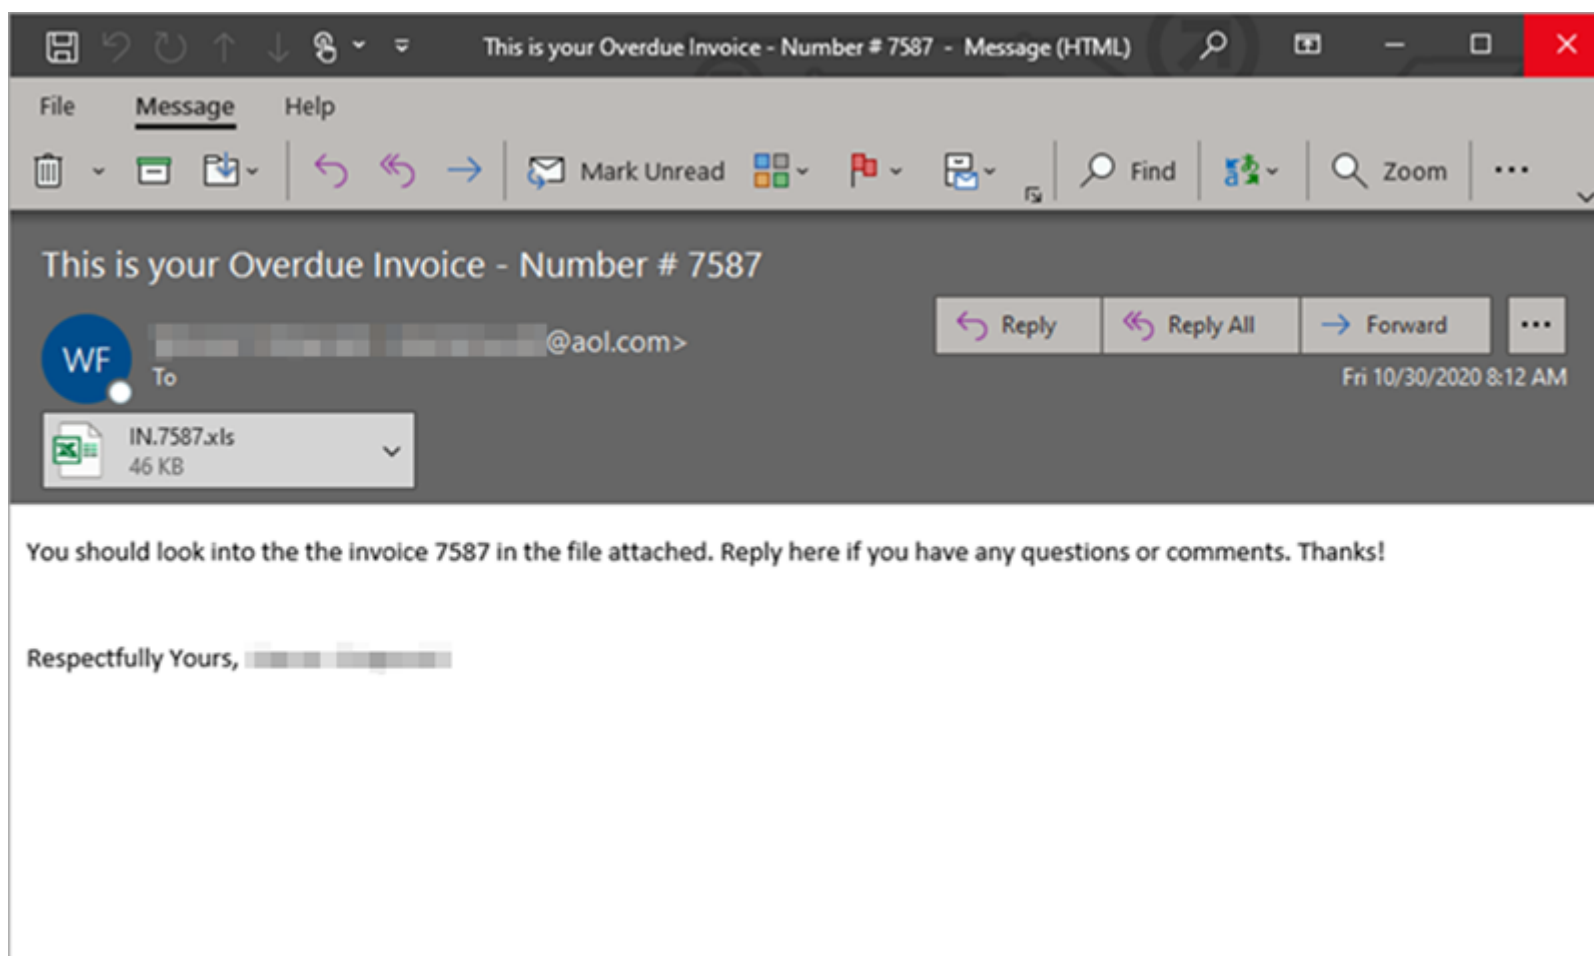 This is your Overdue Invoice - Number # 7587 - Message (HTML)
File Message Help
Mark Unread Find Zoom
This is your Overdue Invoice - Number # 7587
WF
@aol.com>
To
Reply Reply All Forward
Fri 10/30/2020 8:12 AM
IN.7587.xls
46 KB
You should look into the the invoice 7587 in the file attached. Reply here if you have any questions or comments. Thanks!
Respectfully Yours,